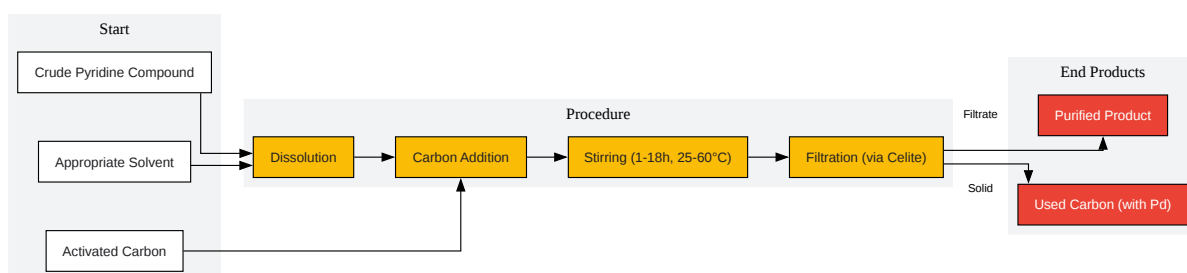 Start
Crude Pyridine Compound
Appropriate Solvent
Activated Carbon
Procedure
Dissolution
Carbon Addition
Stirring (1-18h, 25-60°C)
Filtration (via Celite)
Filtrate
Solid
End Products
Purified Product
Used Carbon (with Pd)